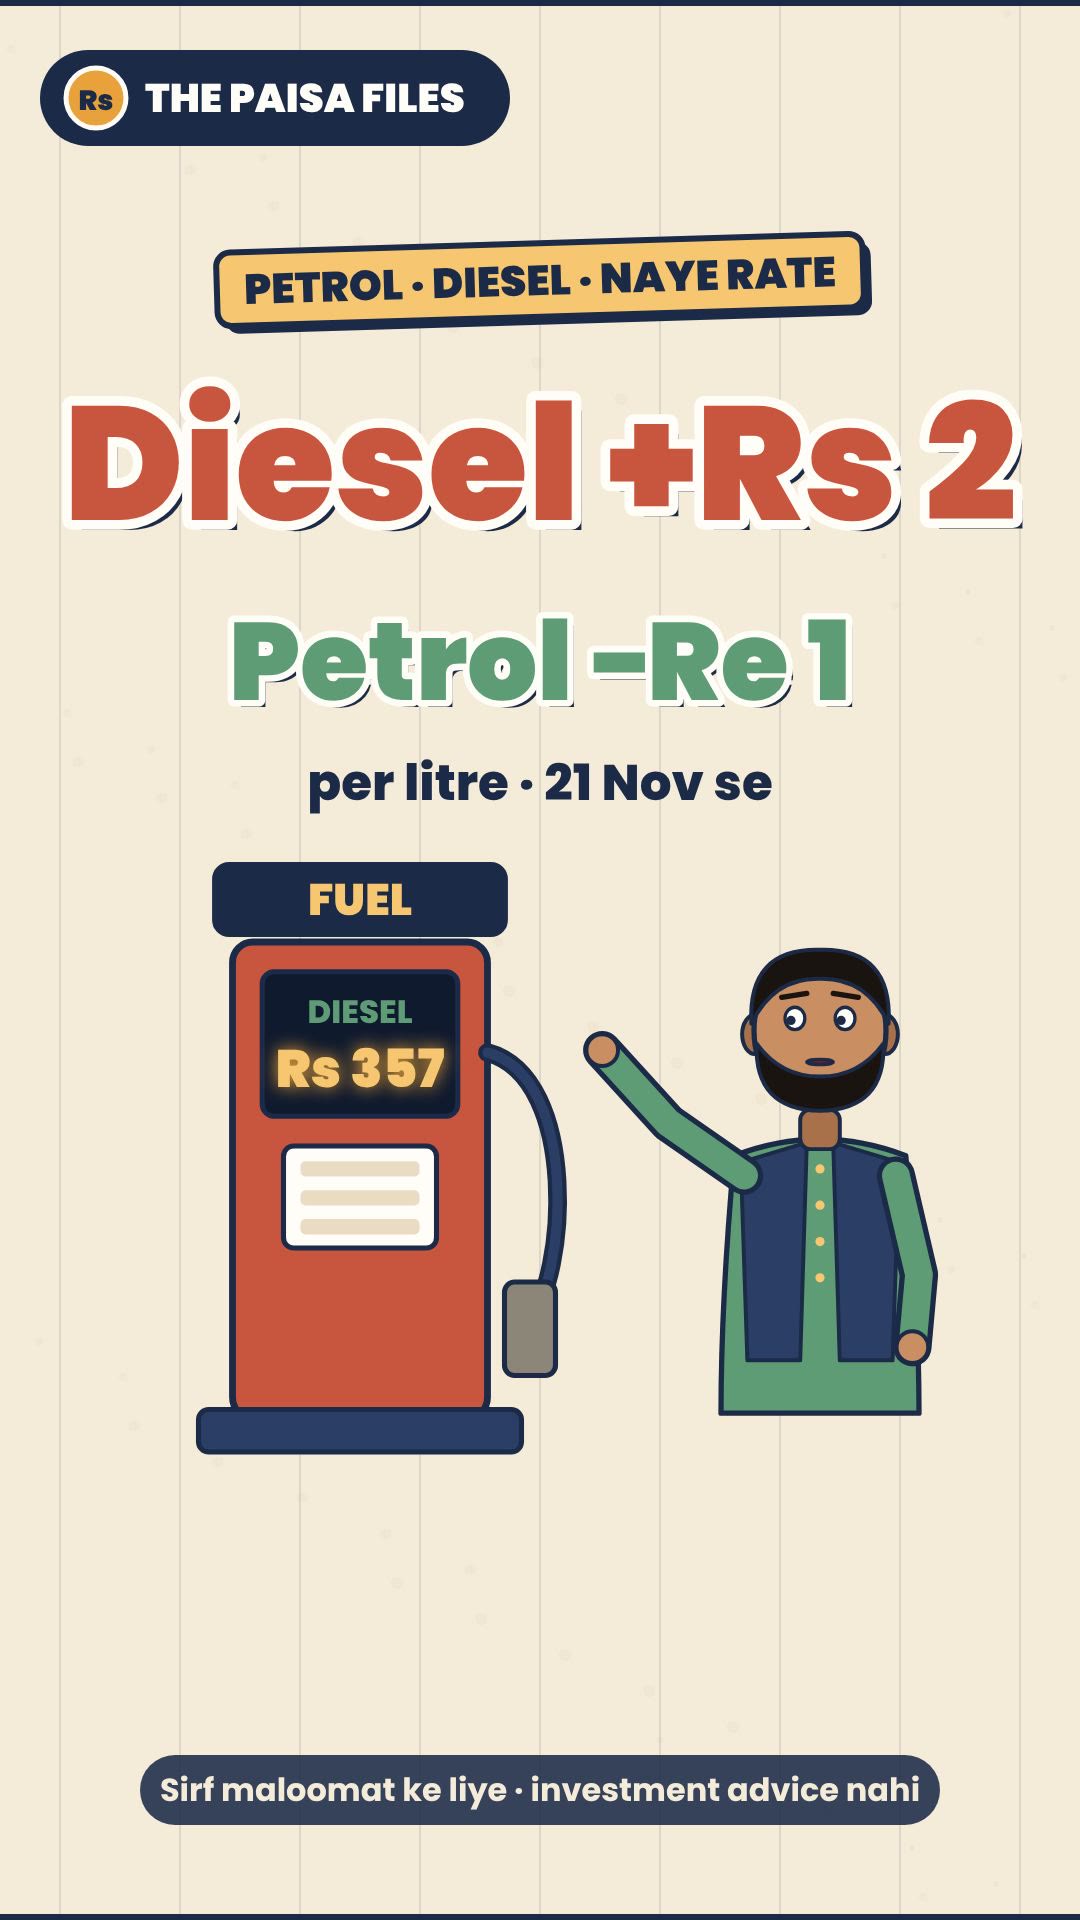 Rs THE PAISA FILES
PETROL · DIESEL · NAYE RATE
Diesel +Rs 2
Petrol −Re 1
per litre · 21 Nov se
FUEL
DIESEL
Rs 357
Sirf maloomat ke liye · investment advice nahi